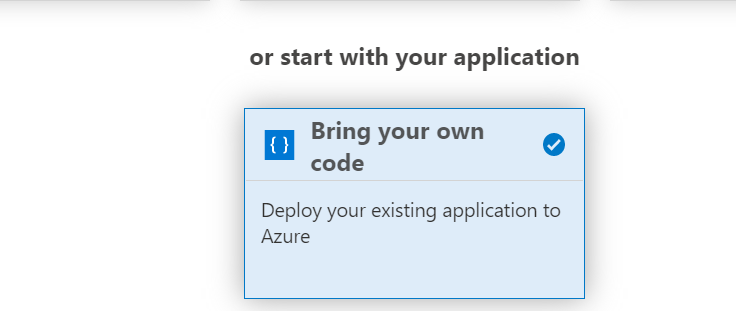 or start with your application
{ }
Bring your own
code
Deploy your existing application to
Azure